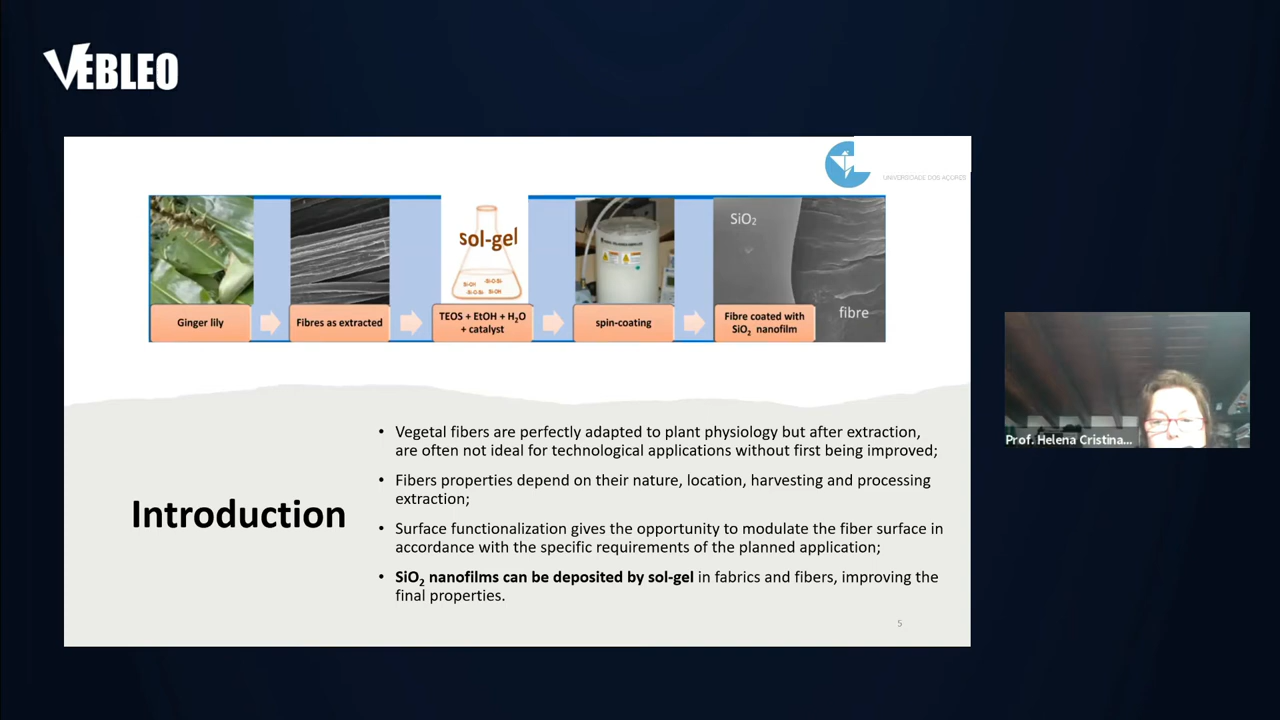 VEBLEO
UNIVERSIDADE DOS AÇORES
sol-gel
SiO₂
fibre
Ginger lily
Fibres as extracted
TEOS + EtOH + H₂O
+ catalyst
spin-coating
Fibre coated with
SiO₂ nanofilm
• Vegetal fibers are perfectly adapted to plant physiology but after extraction,
are often not ideal for technological applications without first being improved;
• Fibers properties depend on their nature, location, harvesting and processing
extraction;
Introduction
• Surface functionalization gives the opportunity to modulate the fiber surface in
accordance with the specific requirements of the planned application;
• SiO₂ nanofilms can be deposited by sol-gel in fabrics and fibers, improving the
final properties.
5
Prof. Helena Cristina...